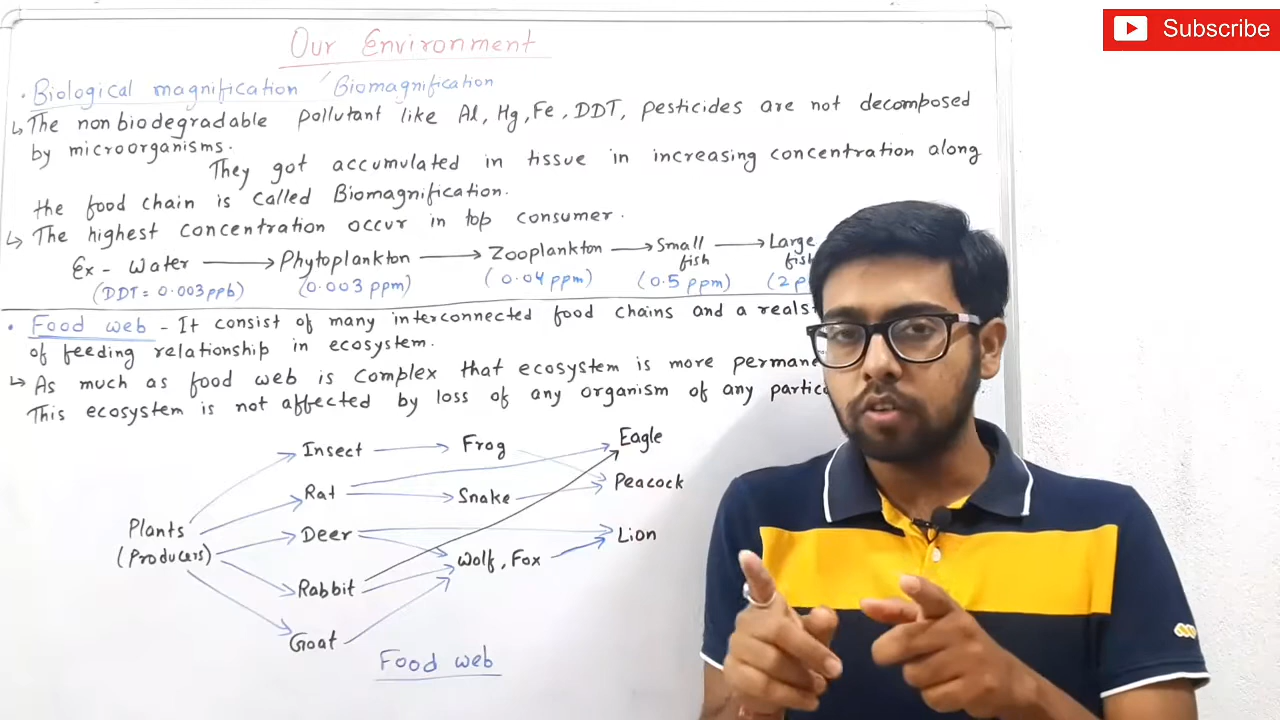 Subscribe
Our Environment
• Biological magnification / Biomagnification
↳ The non biodegradable pollutant like Al, Hg, Fe, DDT, pesticides are not decomposed
by microorganisms.
They got accumulated in tissue in increasing concentration along
the food chain is called Biomagnification.
↳ The highest concentration occur in top consumer.
Ex - Water → Phytoplankton → Zooplankton → Small fish → Large fish
(DDT = 0.003 ppb) (0.003 ppm) (0.04 ppm) (0.5 ppm) (2 pp
• Food web - It consist of many interconnected food chains and a realst
of feeding relationship in ecosystem.
↳ As much as food web is complex that ecosystem is more permane
This ecosystem is not affected by loss of any organism of any partic
Insect → Frog Eagle
Rat Snake Peacock
Plants
(Producers)
Deer Wolf, Fox Lion
Rabbit
Goat
Food web